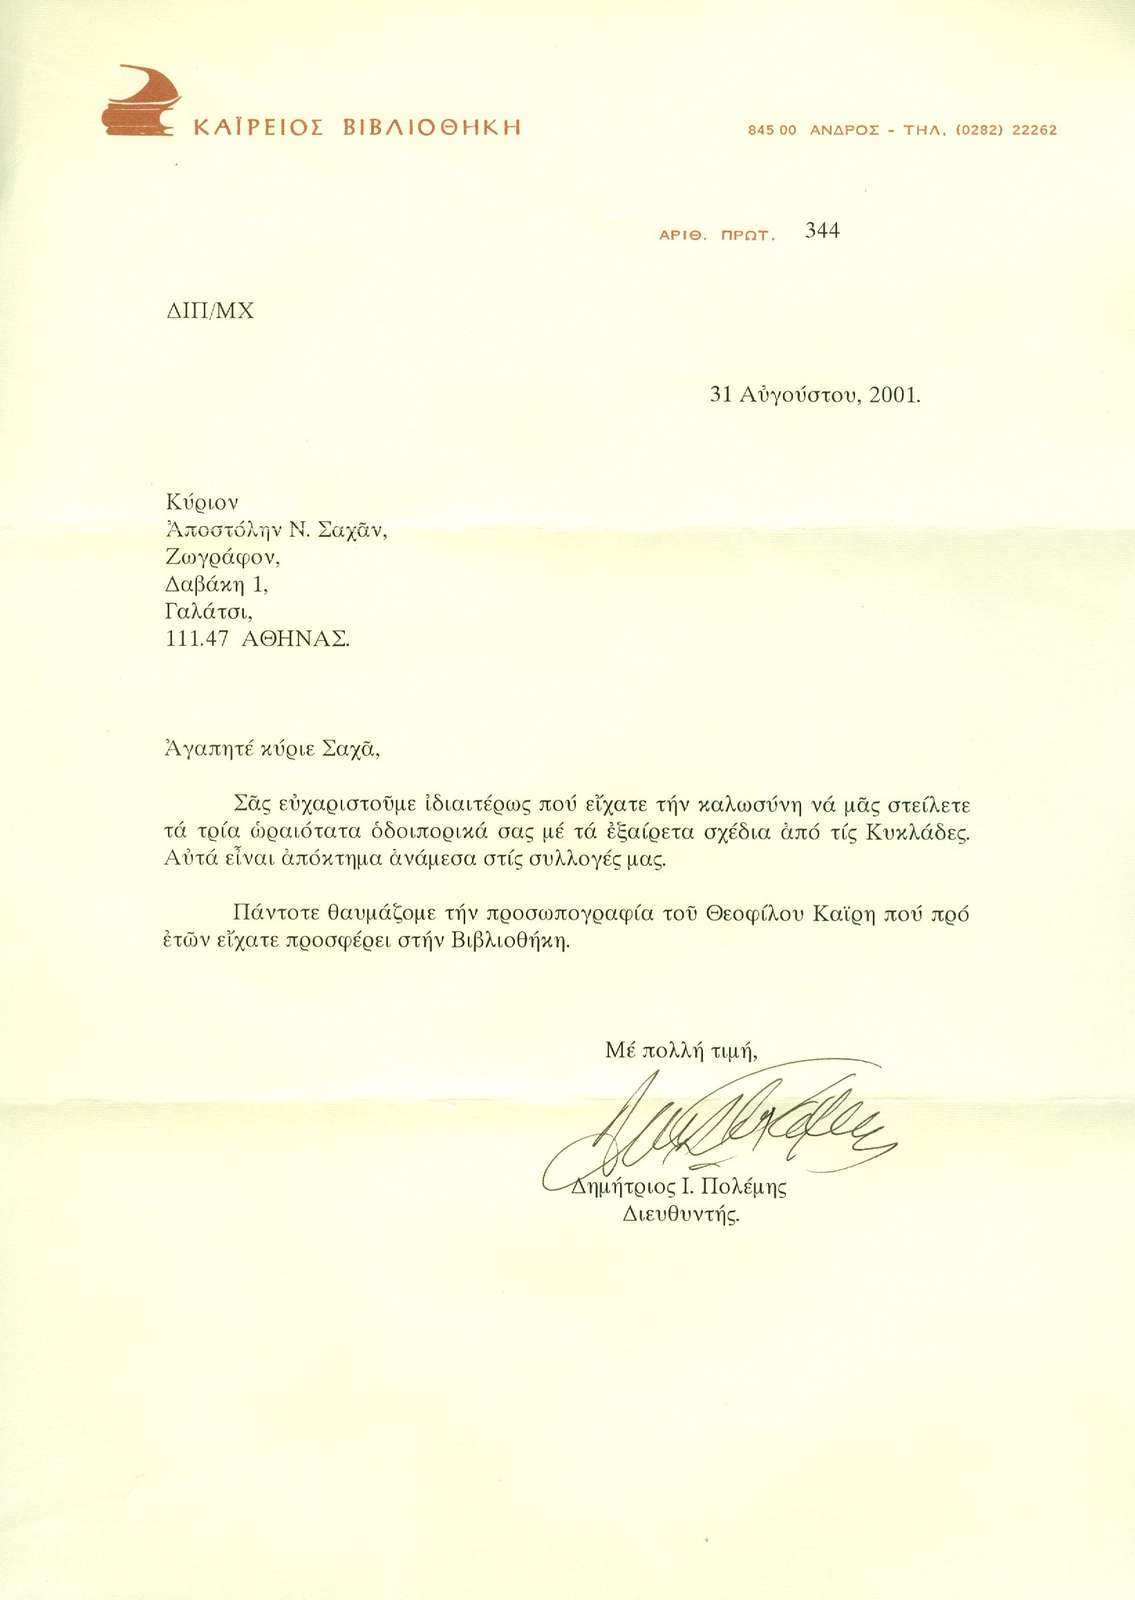 ΚΑΪΡΕΙΟΣ ΒΙΒΛΙΟΘΗΚΗ
845 00 ΑΝΔΡΟΣ - ΤΗΛ. (0282) 22262
ΑΡΙΘ. ΠΡΩΤ. 344
ΔΙΠ/ΜΧ
31 Αὐγούστου, 2001.
Κύριον
Ἀποστόλην Ν. Σαχᾶν,
Ζωγράφον,
Δαβάκη 1,
Γαλάτσι,
111.47 ΑΘΗΝΑΣ.
Ἀγαπητέ κύριε Σαχᾶ,
Σᾶς εὐχαριστοῦμε ἰδιαιτέρως πού εἴχατε τήν καλωσύνη νά μᾶς στείλετε
τά τρία ὡραιότατα ὁδοιπορικά σας μέ τά ἐξαίρετα σχέδια ἀπό τίς Κυκλάδες.
Αὐτά εἶναι ἀπόκτημα ἀνάμεσα στίς συλλογές μας.
Πάντοτε θαυμάζομε τήν προσωπογραφία τοῦ Θεοφίλου Καΐρη πού πρό
ἐτῶν εἴχατε προσφέρει στήν Βιβλιοθήκη.
Μέ πολλή τιμή,
Δημήτριος Ι. Πολέμης
Διευθυντής.